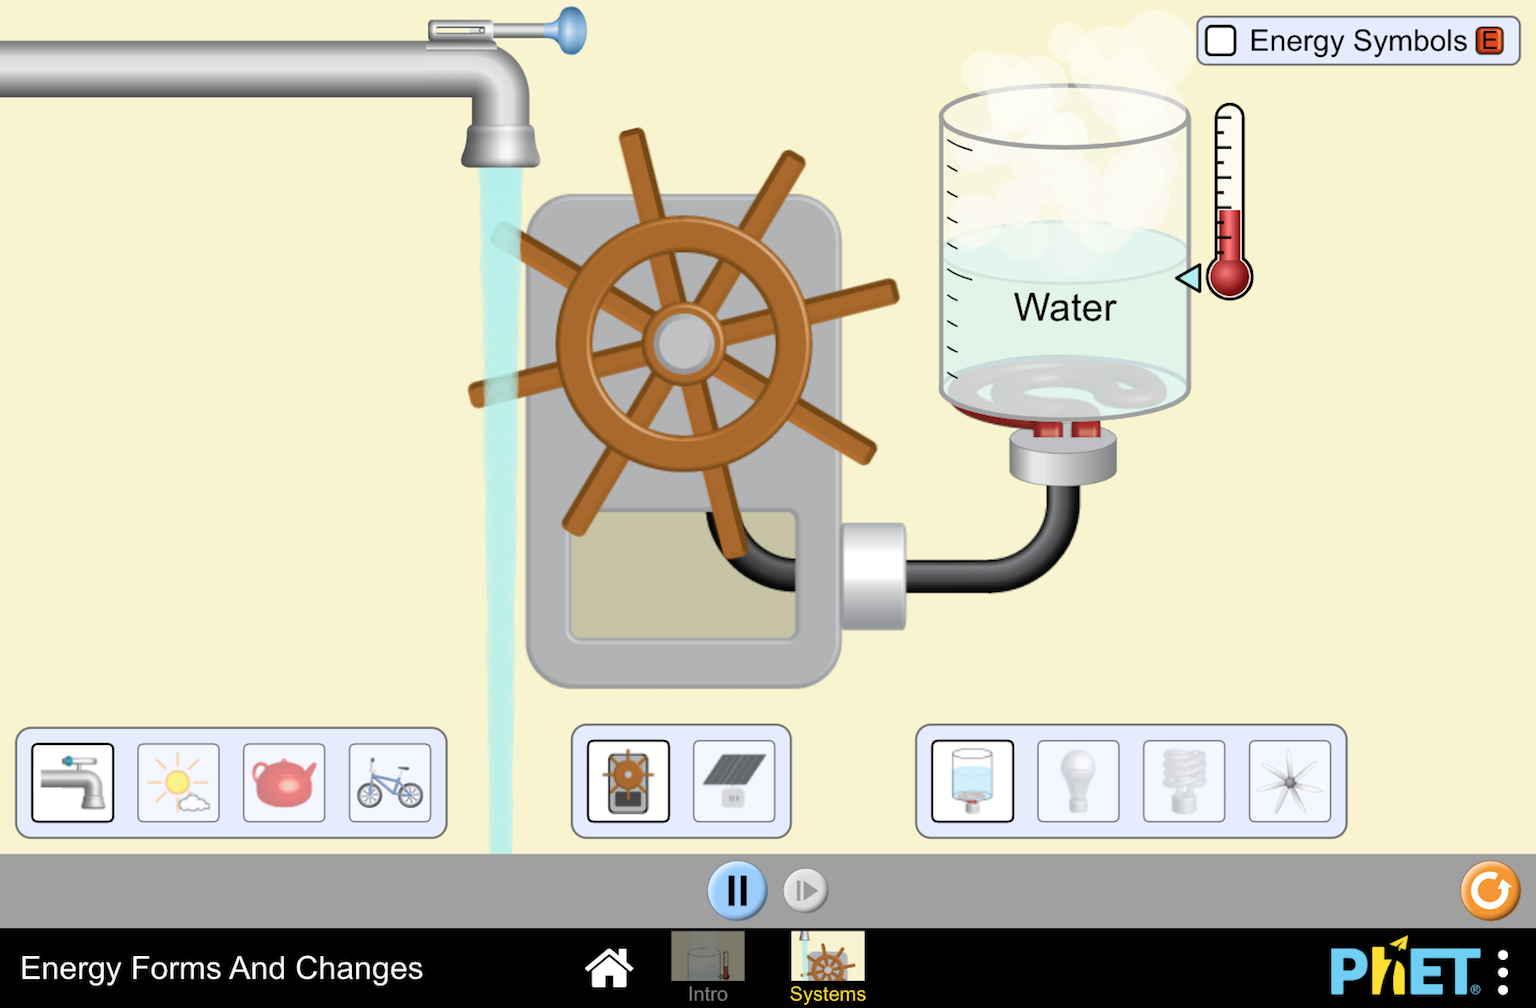 Energy Symbols E
Water
Energy Forms And Changes
Intro
Systems
PhET®